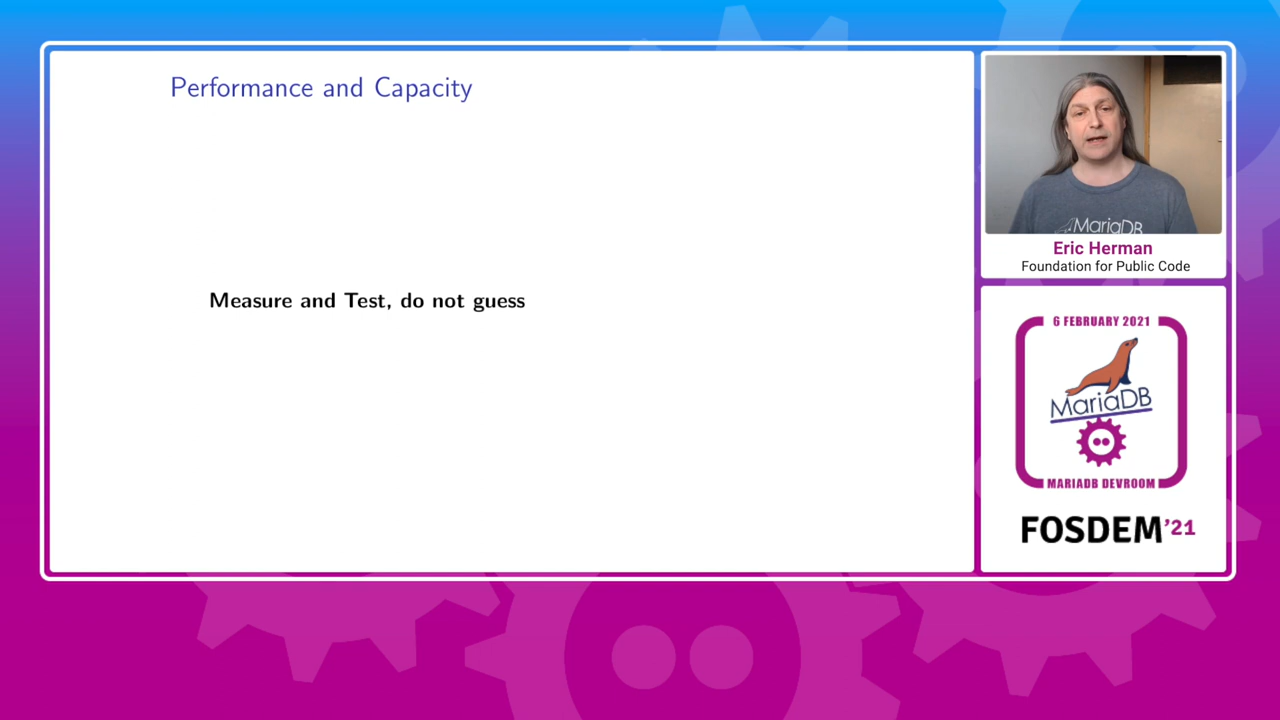 Performance and Capacity
Measure and Test, do not guess
MariaDB
Eric Herman
Foundation for Public Code
6 FEBRUARY 2021
MariaDB
MARIADB DEVROOM
FOSDEM'21